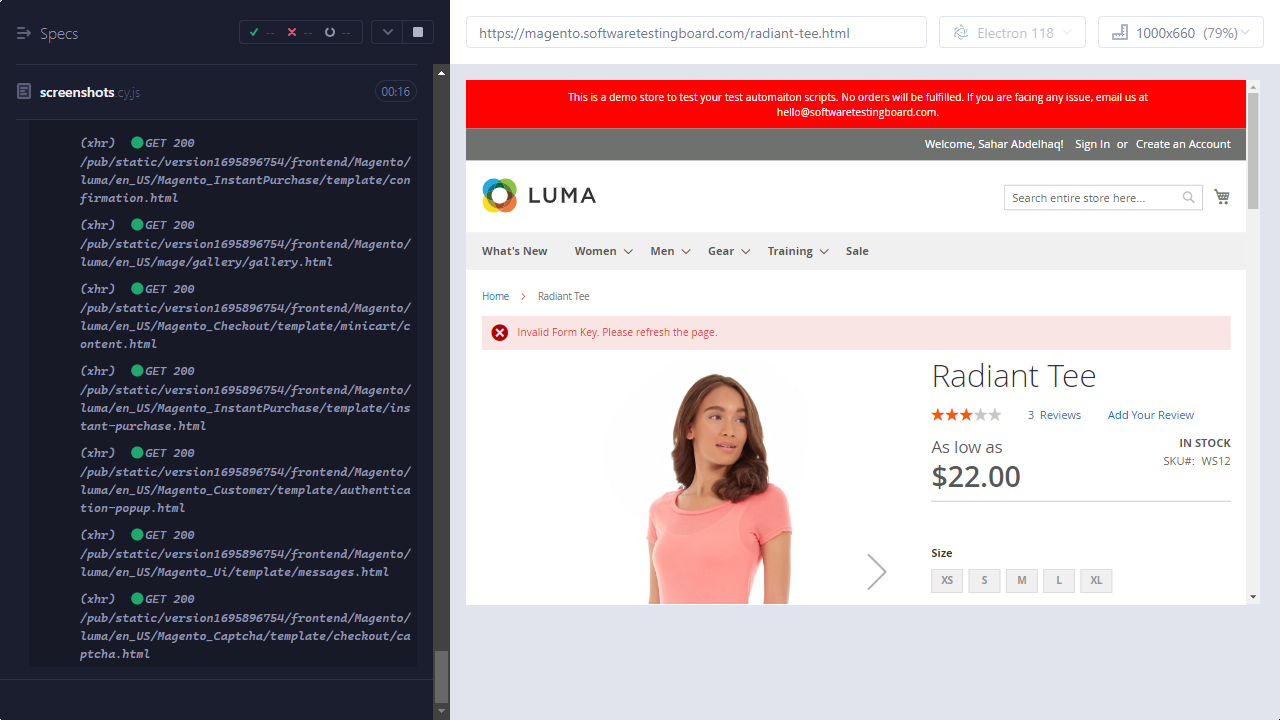 Specs
-- -- --
screenshots.cy.js
00:16
(xhr) GET 200
/pub/static/version1695896754/frontend/Magento/
luma/en_US/Magento_InstantPurchase/template/con
firmation.html
(xhr) GET 200
/pub/static/version1695896754/frontend/Magento/
luma/en_US/mage/gallery/gallery.html
(xhr) GET 200
/pub/static/version1695896754/frontend/Magento/
luma/en_US/Magento_Checkout/template/minicart/c
ontent.html
(xhr) GET 200
/pub/static/version1695896754/frontend/Magento/
luma/en_US/Magento_InstantPurchase/template/ins
tant-purchase.html
(xhr) GET 200
/pub/static/version1695896754/frontend/Magento/
luma/en_US/Magento_Customer/template/authentica
tion-popup.html
(xhr) GET 200
/pub/static/version1695896754/frontend/Magento/
luma/en_US/Magento_Ui/template/messages.html
(xhr) GET 200
/pub/static/version1695896754/frontend/Magento/
luma/en_US/Magento_Captcha/template/checkout/ca
ptcha.html
https://magento.softwaretestingboard.com/radiant-tee.html
Electron 118
1000x660 (79%)
This is a demo store to test your test automaiton scripts. No orders will be fulfilled. If you are facing any issue, email us at
hello@softwaretestingboard.com.
Welcome, Sahar Abdelhaq! Sign In or Create an Account
LUMA
Search entire store here...
What's New Women Men Gear Training Sale
Home Radiant Tee
Invalid Form Key. Please refresh the page.
Radiant Tee
3 Reviews Add Your Review
As low as
$22.00
IN STOCK
SKU#: WS12
Size
XS S M L XL